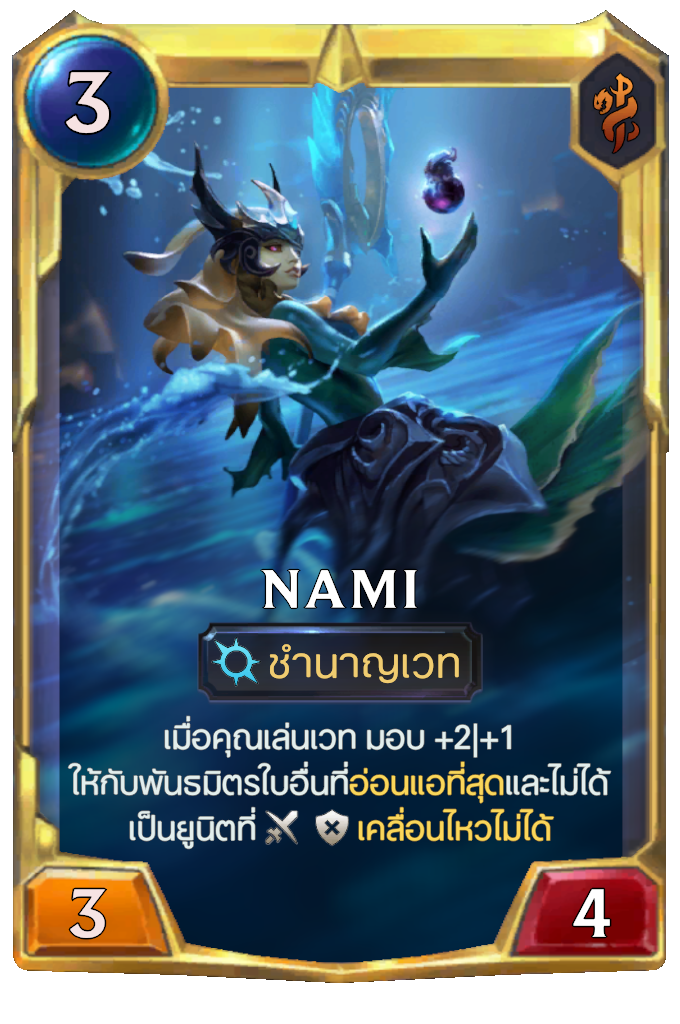 3
NAMI
ชำนาญเวท
เมื่อคุณเล่นเวท มอบ +2|+1
ให้กับพันธมิตรใบอื่นที่อ่อนแอที่สุดและไม่ได้
เป็นยูนิตที่ เคลื่อนไหวไม่ได้
3
4